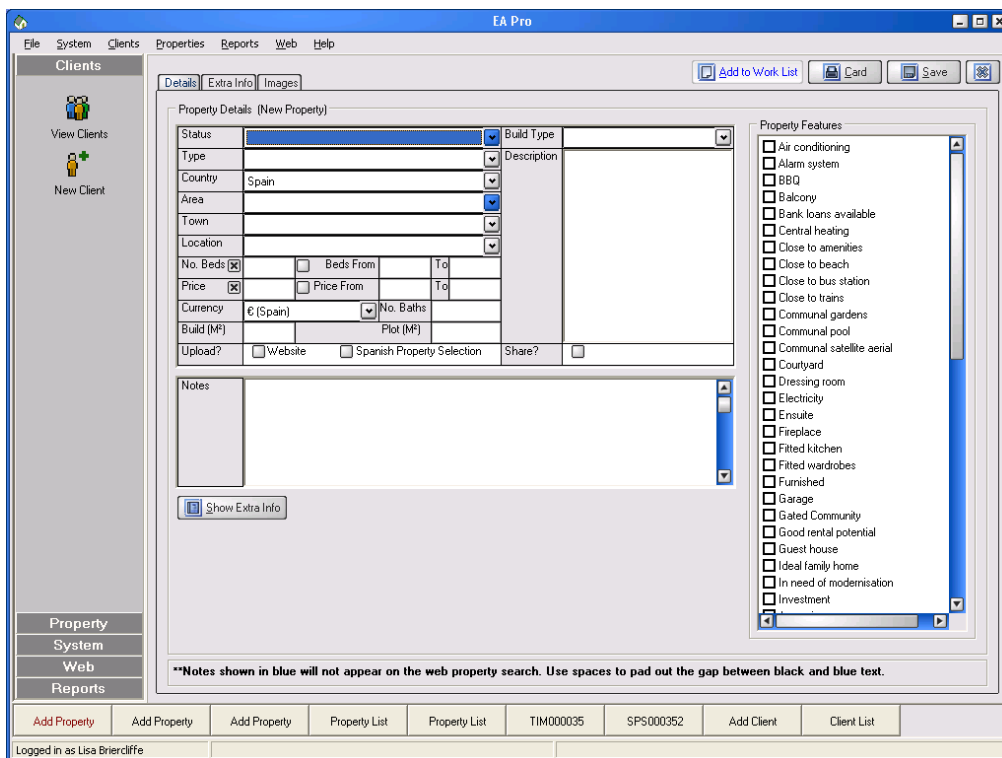 EA Pro
File System Clients Properties Reports Web Help
Clients
View Clients
New Client
Property
System
Web
Reports
Add to Work List Card Save
Details Extra Info Images
Property Details (New Property)
Status Build Type
Type Description
Country Spain
Area
Town
Location
No. Beds Beds From To
Price Price From To
Currency € (Spain) No. Baths
Build (M²) Plot (M²)
Upload? Website Spanish Property Selection Share?
Notes
Show Extra Info
Property Features
Air conditioning
Alarm system
BBQ
Balcony
Bank loans available
Central heating
Close to amenities
Close to beach
Close to bus station
Close to trains
Communal gardens
Communal pool
Communal satellite aerial
Courtyard
Dressing room
Electricity
Ensuite
Fireplace
Fitted kitchen
Fitted wardrobes
Furnished
Garage
Gated Community
Good rental potential
Guest house
Ideal family home
In need of modernisation
Investment
**Notes shown in blue will not appear on the web property search. Use spaces to pad out the gap between black and blue text.
Add Property Add Property Add Property Property List Property List TIM000035 SPS000352 Add Client Client List
Logged in as Lisa Briercliffe